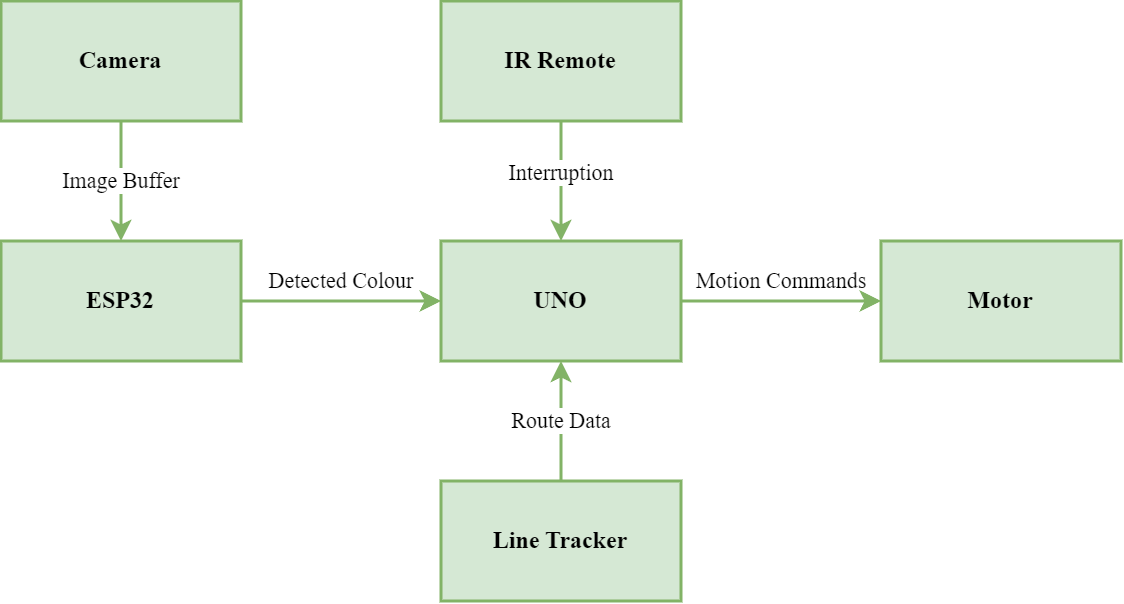 Camera
IR Remote
Image Buffer
Interruption
ESP32
Detected Colour
UNO
Motion Commands
Motor
Route Data
Line Tracker